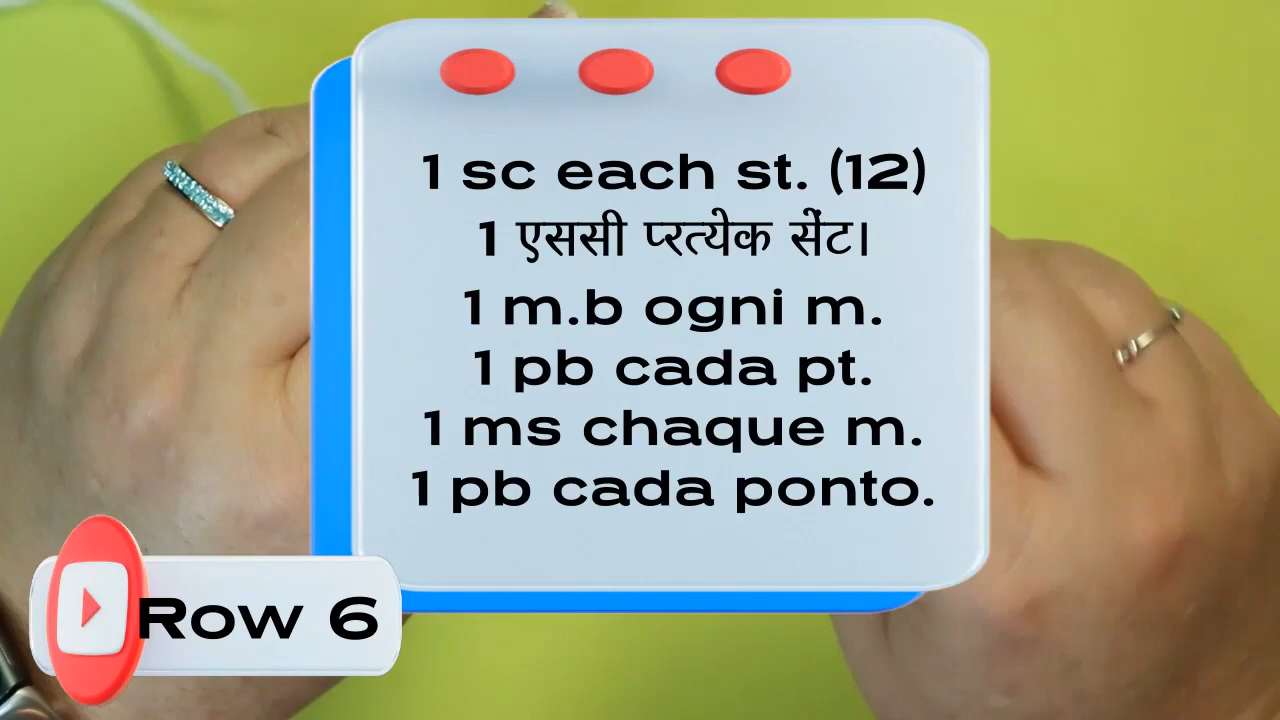 1 sc each st. (12)
1 एससी प्रत्येक सेंट।
1 m.b ogni m.
1 pb cada pt.
1 ms chaque m.
1 pb cada ponto.
Row 6